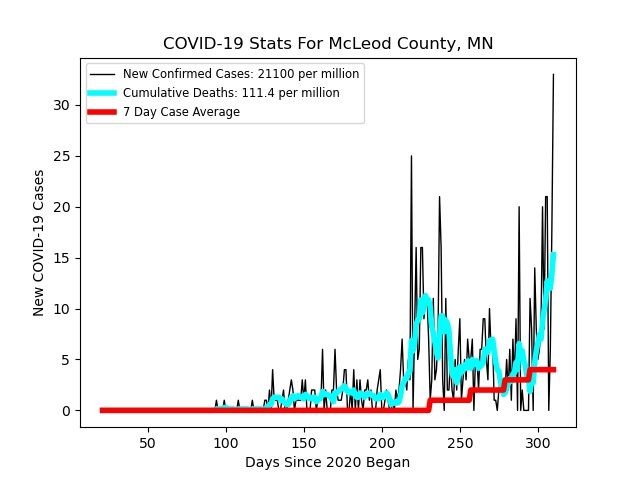 COVID-19 Stats For McLeod County, MN
New Confirmed Cases: 21100 per million
Cumulative Deaths: 111.4 per million
7 Day Case Average
New COVID-19 Cases
30
25
20
15
10
5
0
50 100 150 200 250 300
Days Since 2020 Began